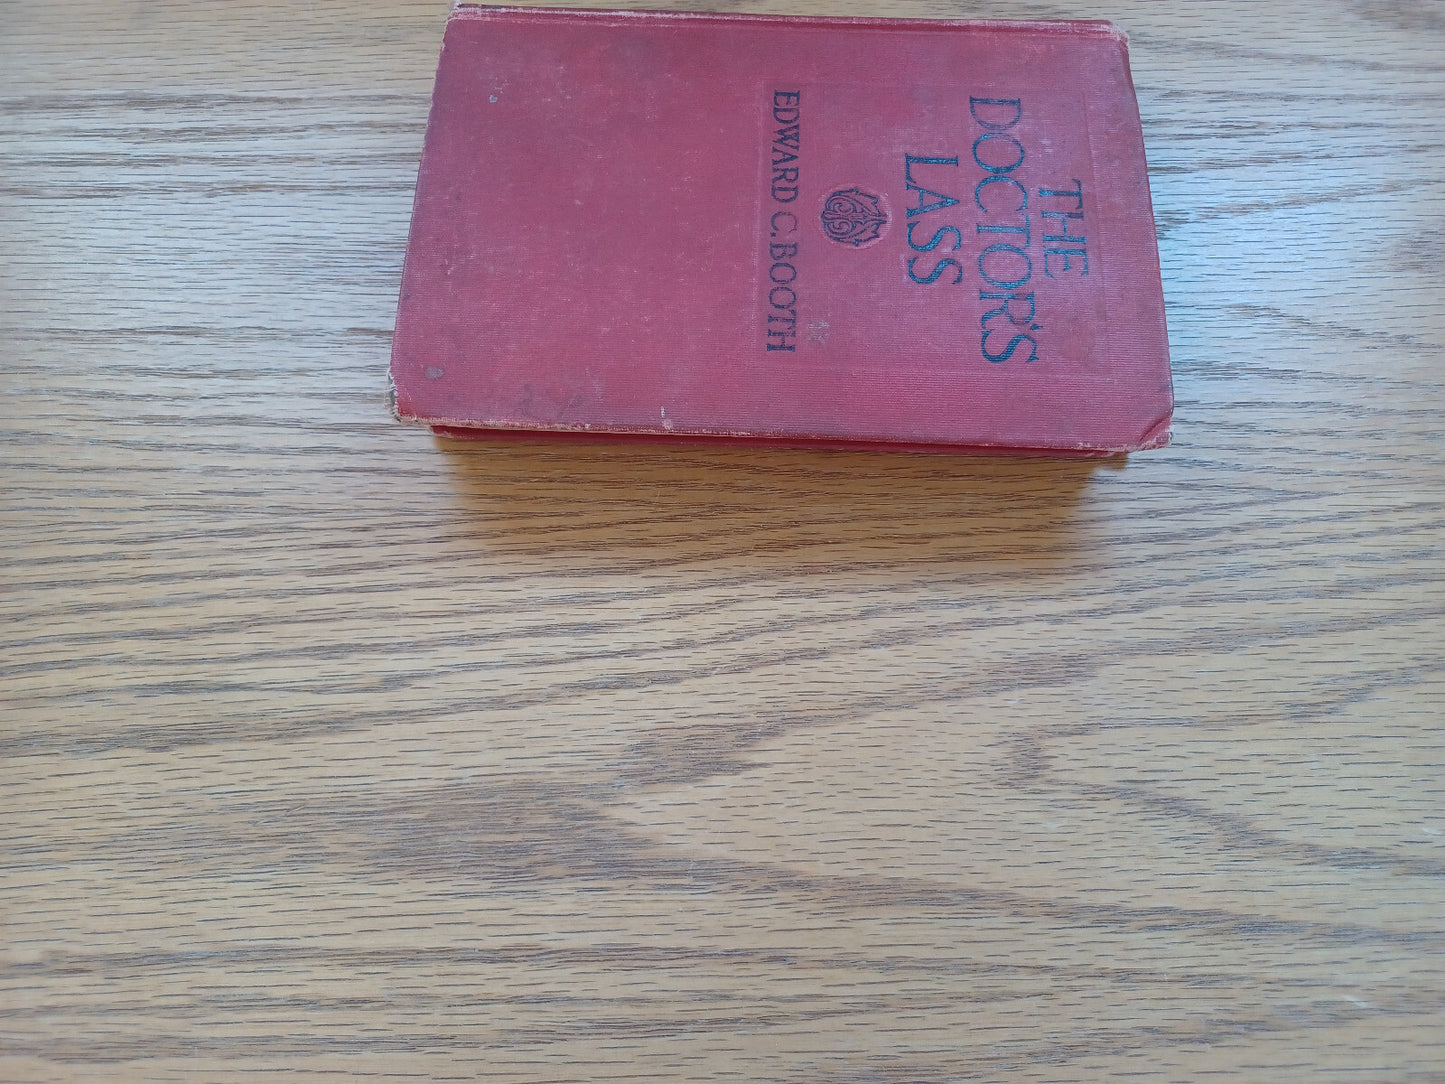 THE
DOCTOR'S
LASS
EDWARD C. BOOTH